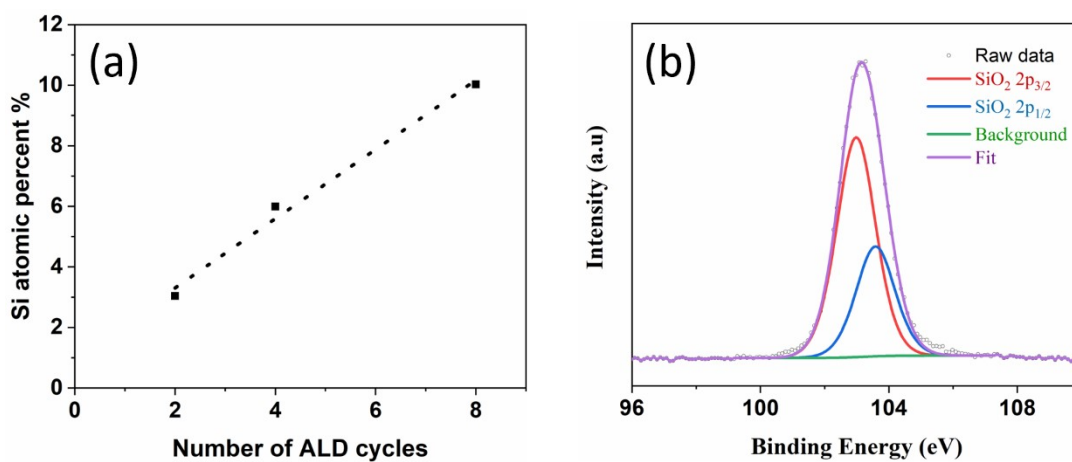 (a)
Si atomic percent %
12
10
8
6
4
2
0
0 2 4 6 8
Number of ALD cycles
(b)
Intensity (a.u)
Raw data
SiO₂ 2p₃/₂
SiO₂ 2p₁/₂
Background
Fit
96 100 104 108
Binding Energy (eV)